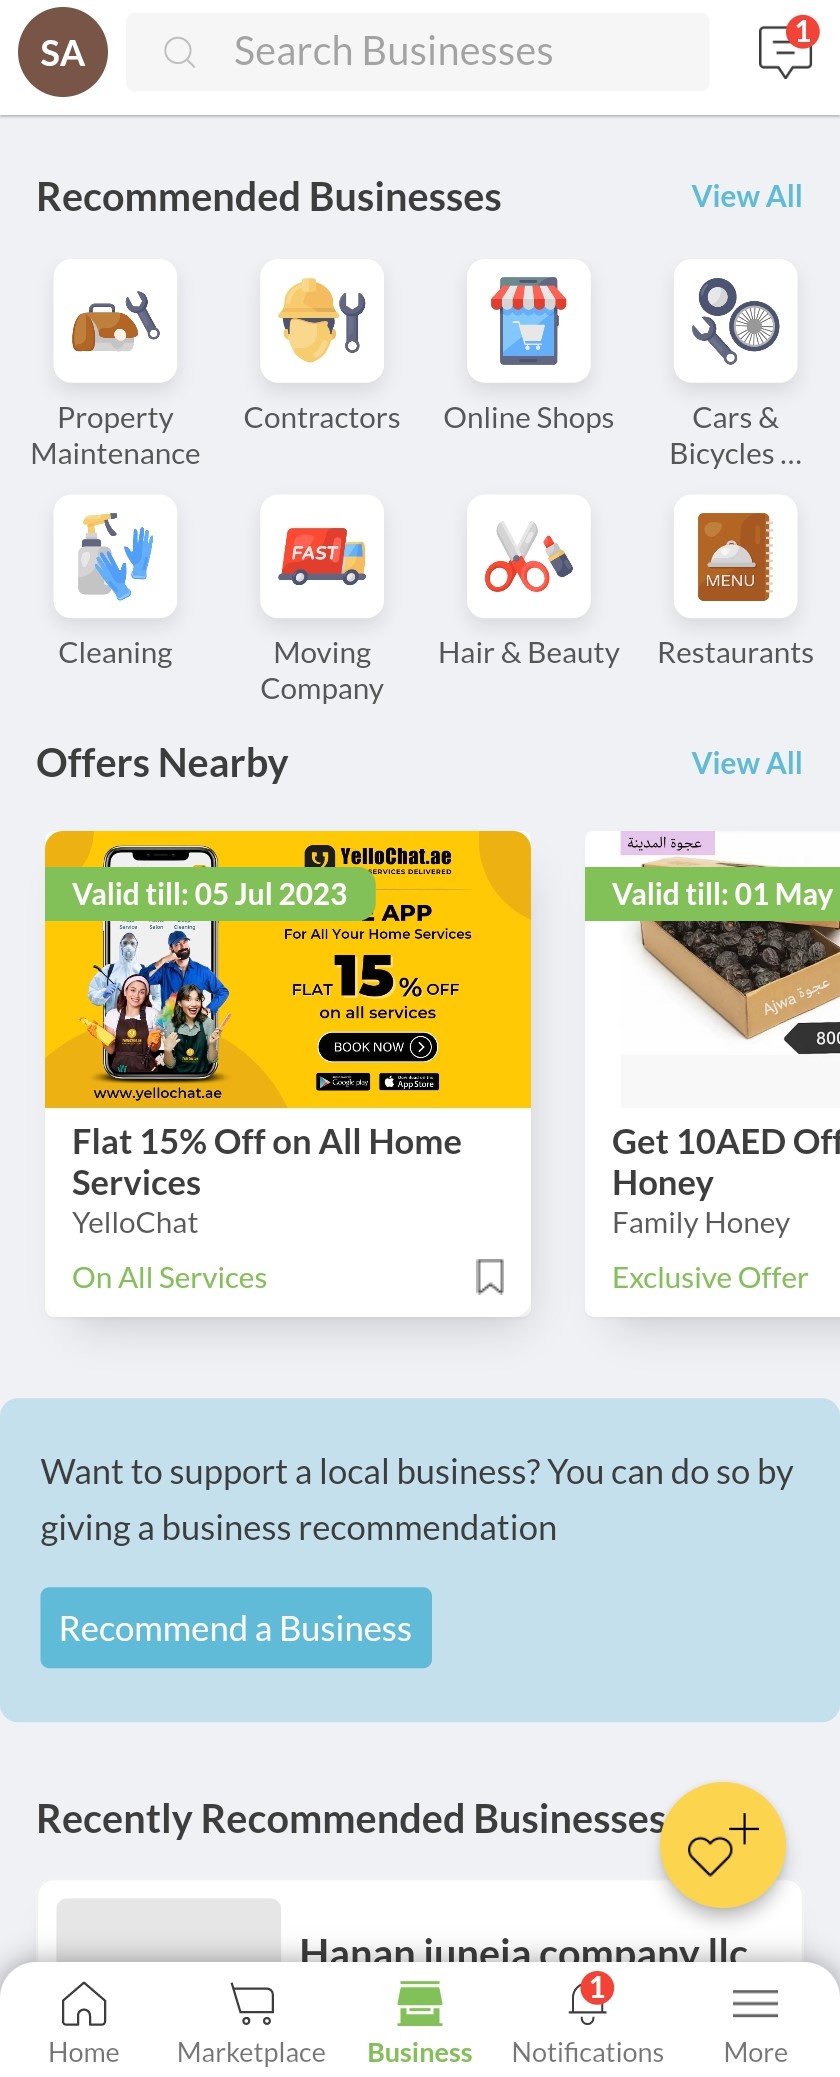 SA
Search Businesses
1
Recommended Businesses
View All
Property
Maintenance
Contractors
Online Shops
Cars &
Bicycles ...
FAST
MENU
Cleaning
Moving
Company
Hair & Beauty
Restaurants
Offers Nearby
View All
YelloChat.ae
SERVICES DELIVERED
Valid till: 05 Jul 2023
APP
For All Your Home Services
FLAT 15% OFF
on all services
BOOK NOW
Google play
App Store
www.yellochat.ae
Flat 15% Off on All Home
Services
YelloChat
On All Services
عجوة المدينة
Valid till: 01 May
Ajwa عجوة
800
Get 10AED Off
Honey
Family Honey
Exclusive Offer
Want to support a local business? You can do so by
giving a business recommendation
Recommend a Business
Recently Recommended Businesses
Hanan juneja company llc
1
Home
Marketplace
Business
Notifications
More